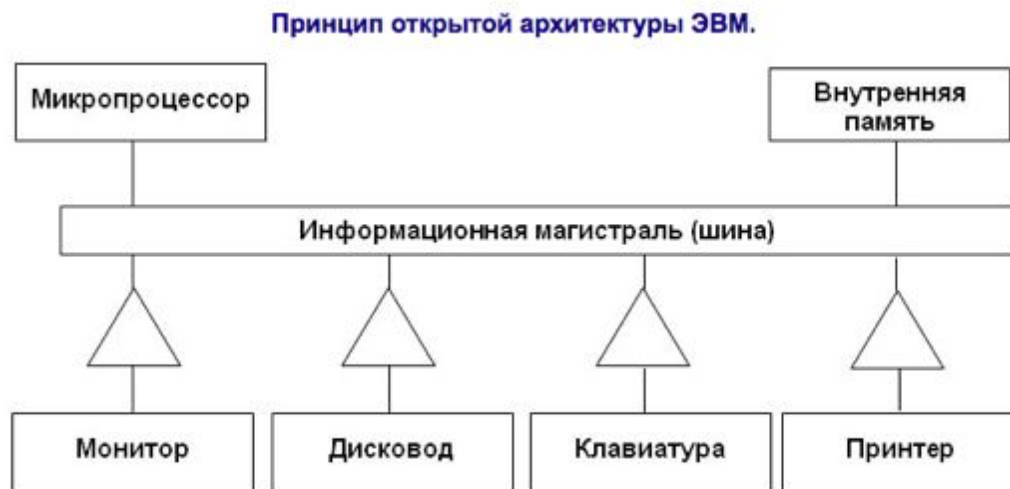 Принцип открытой архитектуры ЭВМ.
Микропроцессор
Внутренняя
память
Информационная магистраль (шина)
Монитор
Дисковод
Клавиатура
Принтер